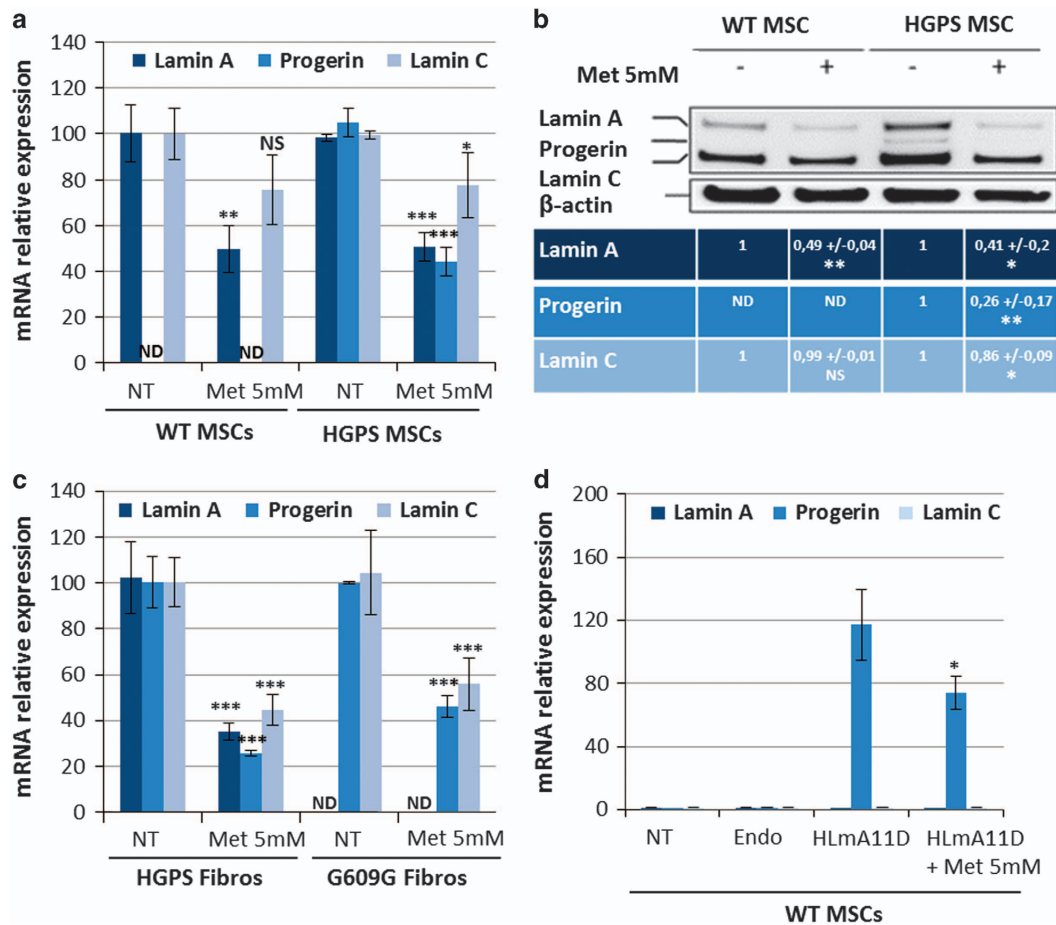 a
140
120
100
80
60
40
20
0
mRNA relative expression
Lamin A Progerin Lamin C
ND
**
ND
NS
***
***
*
NT Met 5mM NT Met 5mM
WT MSCs HGPS MSCs
b
WT MSC HGPS MSC
Met 5mM - + - +
Lamin A
Progerin
Lamin C
β-actin
Lamin A 1 0,49 +/-0,04 1 0,41 +/-0,2
** *
Progerin ND ND 1 0,26 +/-0,17
**
Lamin C 1 0,99 +/-0,01 1 0,86 +/-0,09
NS *
c
140
120
100
80
60
40
20
0
mRNA relative expression
Lamin A Progerin Lamin C
***
***
***
ND
ND
***
***
NT Met 5mM NT Met 5mM
HGPS Fibros G609G Fibros
d
200
160
120
80
40
0
mRNA relative expression
Lamin A Progerin Lamin C
*
NT Endo HLmA11D HLmA11D
+ Met 5mM
WT MSCs